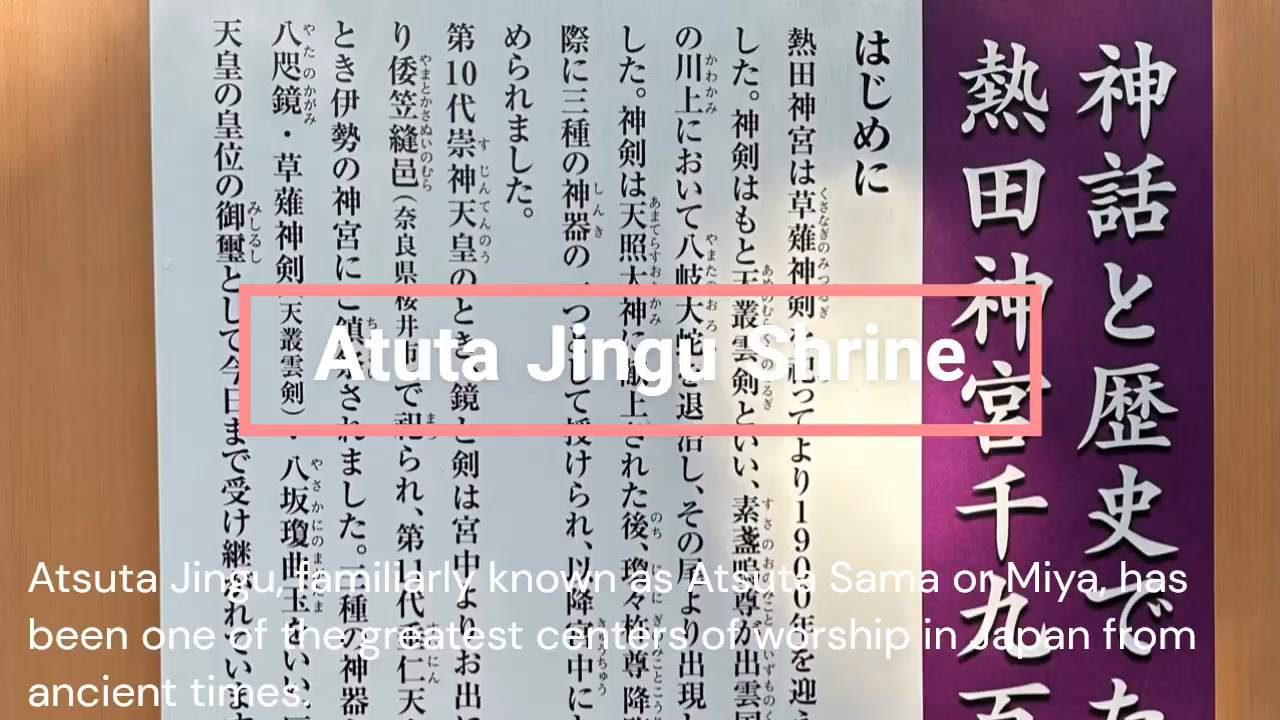 神話と歴史でた
熱田神宮千九百
はじめに
熱田神宮は草薙神剣を祀ってより1900年を迎え
した。神剣はもと天叢雲剣といい、素盞嗚尊が出雲国
の川上において八岐大蛇を退治し、その尾より出現し
した。神剣は天照大神に献上された後、瓊々杵尊降臨
際に三種の神器の一つとして授けられ、以降宮中に
められました。
第10代崇神天皇のとき、鏡と剣は宮中よりお出に
り倭笠縫邑(奈良県桜井市)で祀られ、第11代垂仁天
とき伊勢の神宮にご鎮
されました。三種の神器
八咫鏡・草薙神剣(天叢雲剣)・八坂瓊曲玉といい、
天皇の皇位の御璽として今日まで受け継
れいます
Atuta Jingu Shrine
Atsuta Jingu, familiarly known as Atsuta Sama or Miya, has
been one of the greatest centers of worship in Japan from
ancient times.